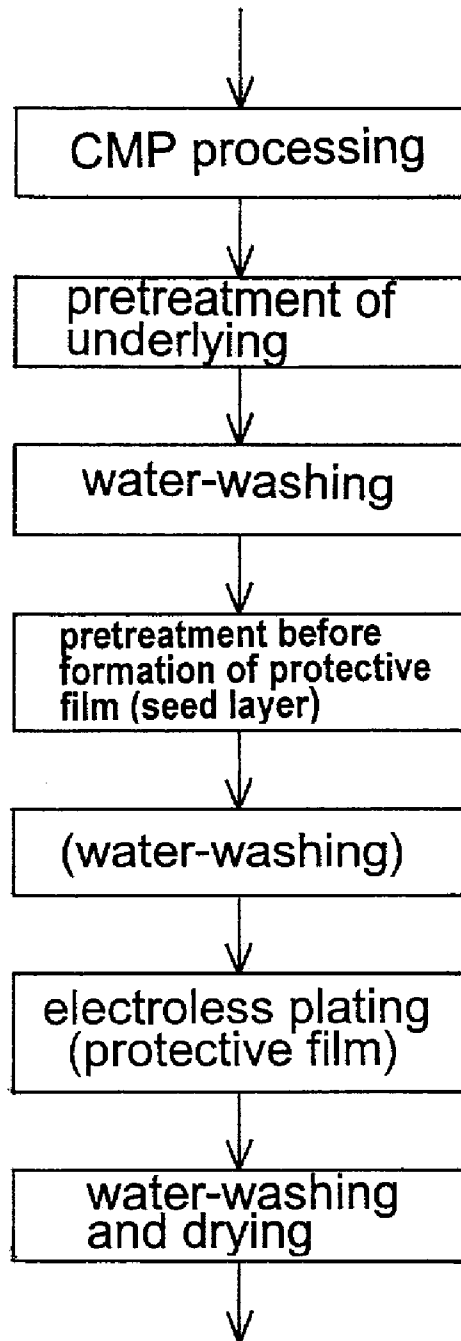 CMP processing
pretreatment of
underlying
water-washing
pretreatment before
formation of protective
film (seed layer)
(water-washing)
electroless plating
(protective film)
water-washing
and drying